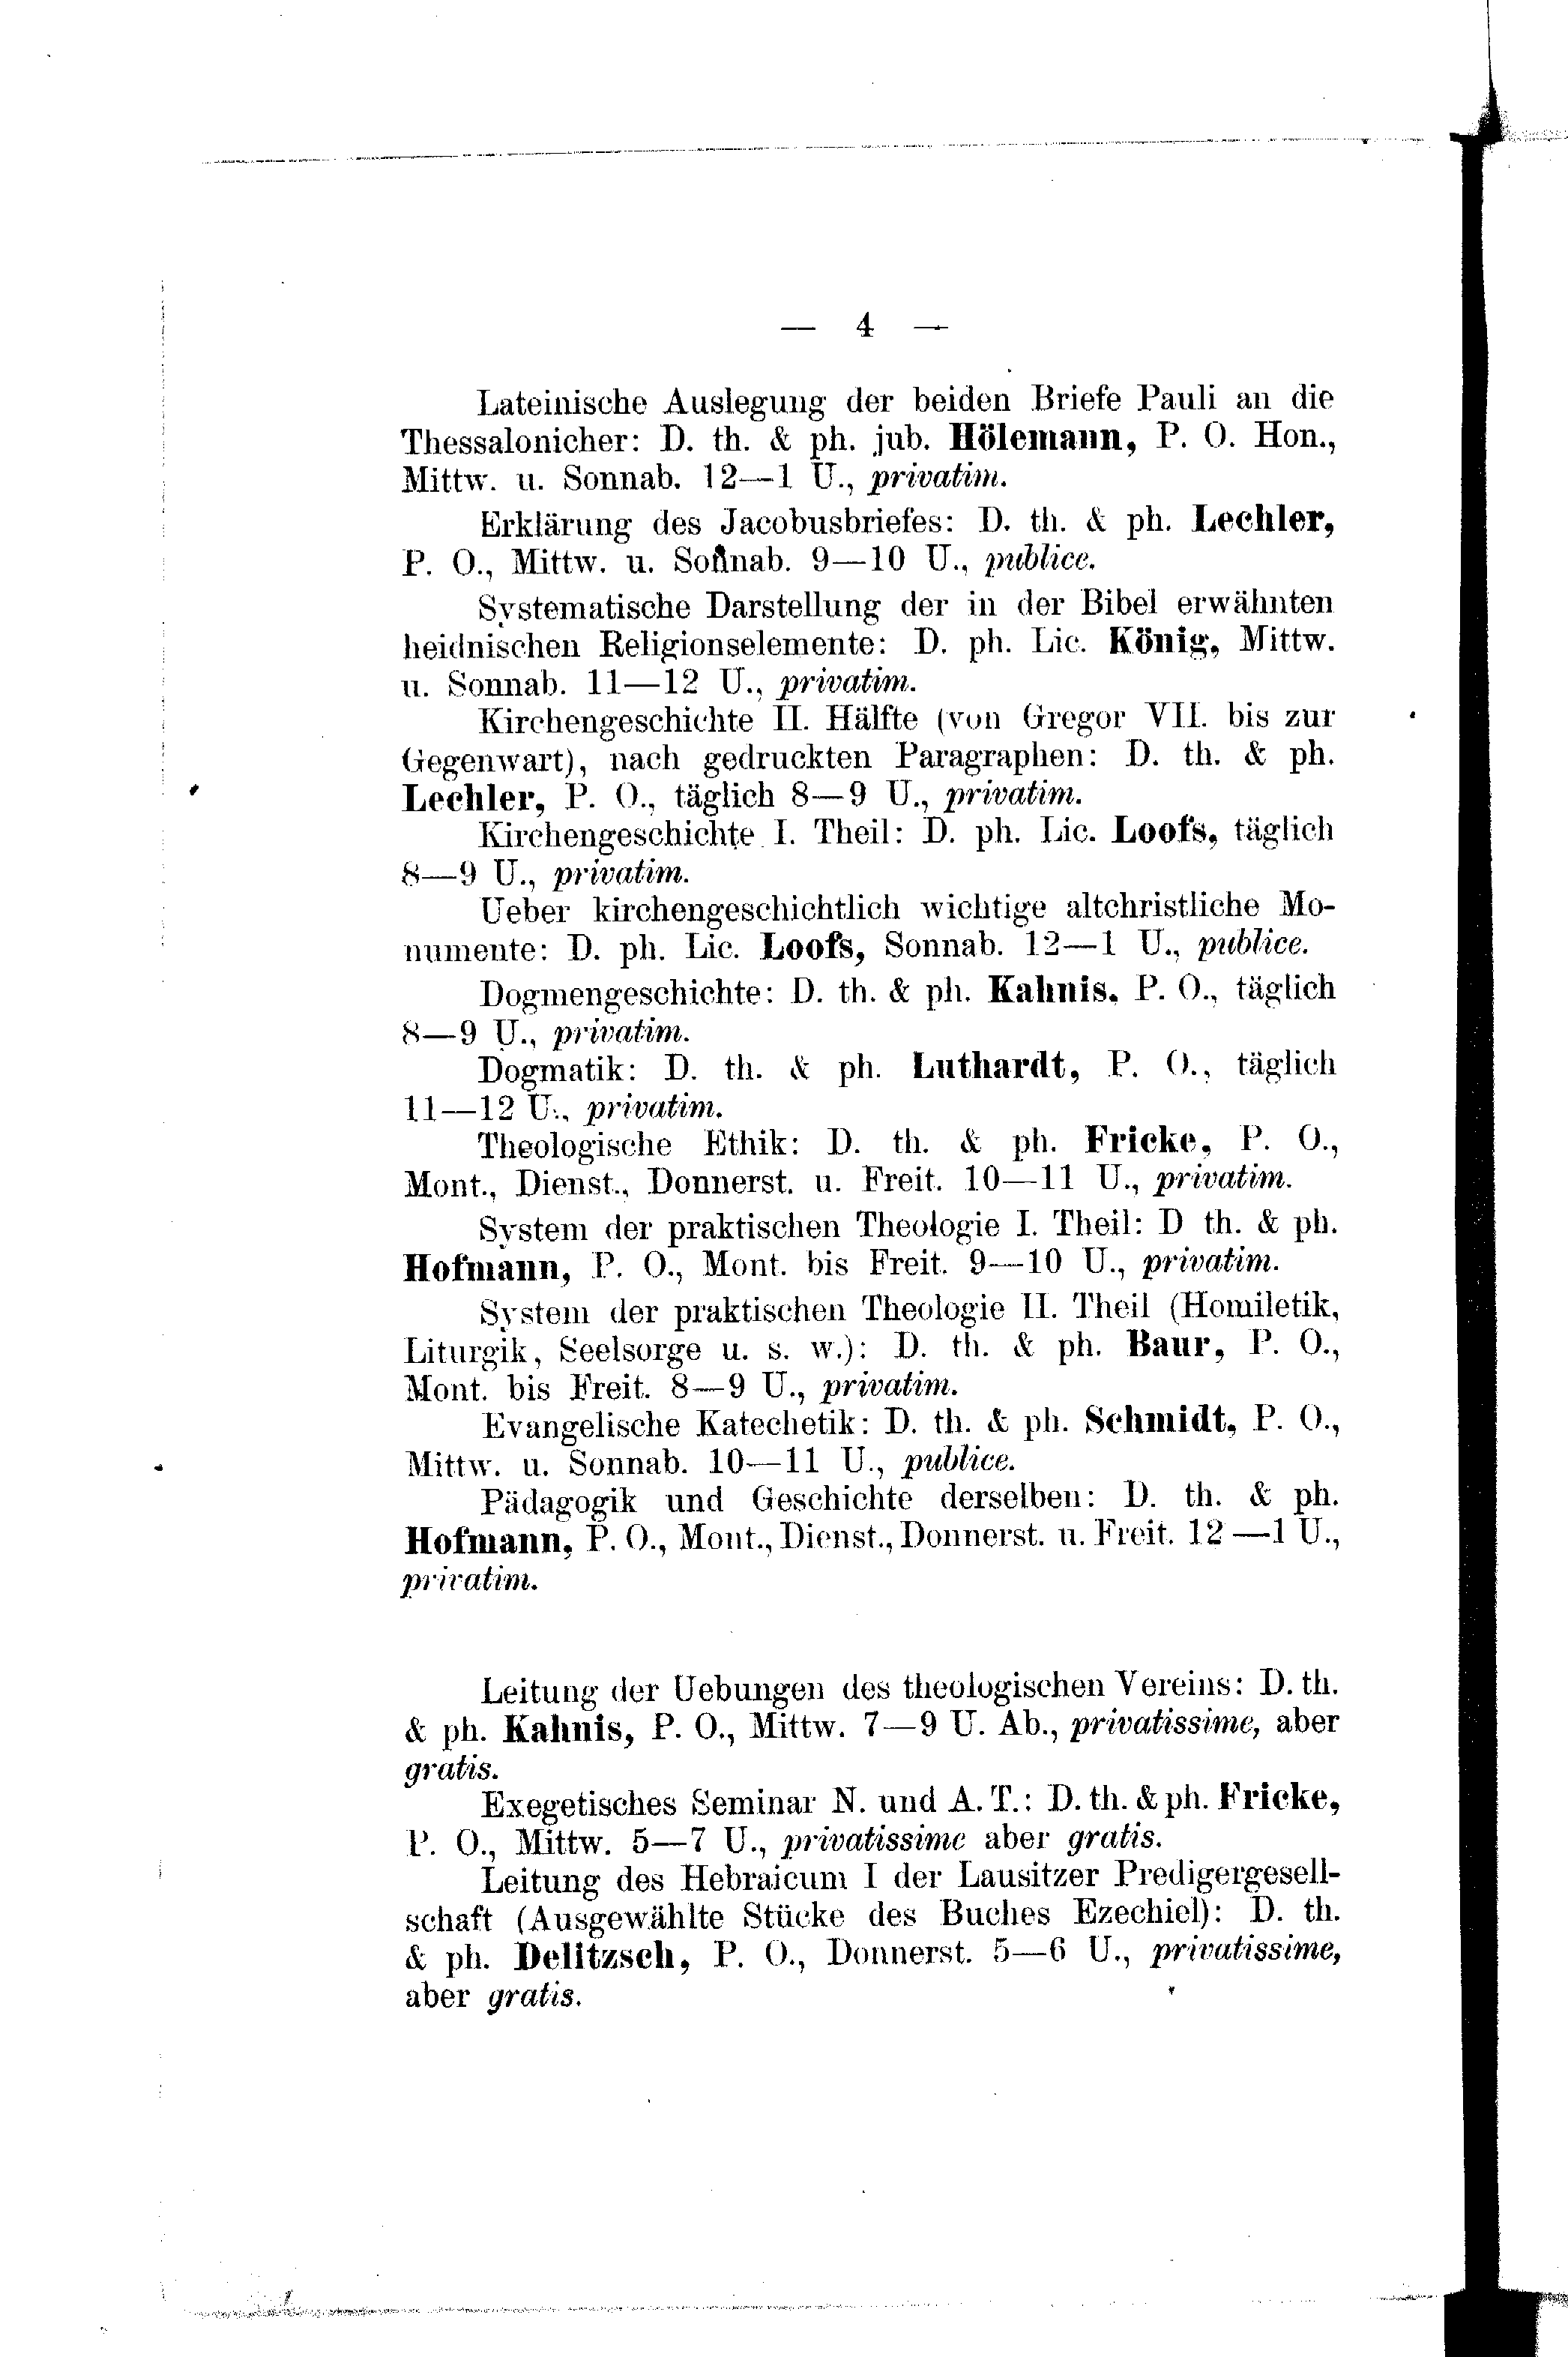 — 4 —
Lateinische Auslegung der beiden Briefe Pauli an die
Thessalonicher: D. th. & ph. jub. Hölemann, P. O. Hon.,
Mittw. u. Sonnab. 12—1 U., privatim.
Erklärung des Jacobusbriefes: D. th. & ph. Lechler,
P. O., Mittw. u. Sonnab. 9—10 U., publice.
Systematische Darstellung der in der Bibel erwähnten
heidnischen Religionselemente: D. ph. Lic. König, Mittw.
u. Sonnab. 11—12 U., privatim.
Kirchengeschichte II. Hälfte (von Gregor VII. bis zur
Gegenwart), nach gedruckten Paragraphen: D. th. & ph.
Lechler, P. O., täglich 8—9 U., privatim.
Kirchengeschichte I. Theil: D. ph. Lic. Loofs, täglich
8—9 U., privatim.
Ueber kirchengeschichtlich wichtige altchristliche Mo-
numente: D. ph. Lic. Loofs, Sonnab. 12—1 U., publice.
Dogmengeschichte: D. th. & ph. Kahnis, P. O., täglich
8—9 U., privatim.
Dogmatik: D. th. & ph. Luthardt, P. O., täglich
11—12 U., privatim.
Theologische Ethik: D. th. & ph. Fricke, P. O.,
Mont., Dienst., Donnerst. u. Freit. 10—11 U., privatim.
System der praktischen Theologie I. Theil: D th. & ph.
Hofmann, P. O., Mont. bis Freit. 9—10 U., privatim.
System der praktischen Theologie II. Theil (Homiletik,
Liturgik, Seelsorge u. s. w.): D. th. & ph. Baur, P. O.,
Mont. bis Freit. 8—9 U., privatim.
Evangelische Katechetik: D. th. & ph. Schmidt, P. O.,
Mittw. u. Sonnab. 10—11 U., publice.
Pädagogik und Geschichte derselben: D. th. & ph.
Hofmann, P. O., Mont., Dienst., Donnerst. u. Freit. 12—1 U.,
privatim.
Leitung der Uebungen des theologischen Vereins: D. th.
& ph. Kahnis, P. O., Mittw. 7—9 U. Ab., privatissime, aber
gratis.
Exegetisches Seminar N. und A. T.: D. th. & ph. Fricke,
P. O., Mittw. 5—7 U., privatissime aber gratis.
Leitung des Hebraicum I der Lausitzer Predigergesell-
schaft (Ausgewählte Stücke des Buches Ezechiel): D. th.
& ph. Delitzsch, P. O., Donnerst. 5—6 U., privatissime,
aber gratis.